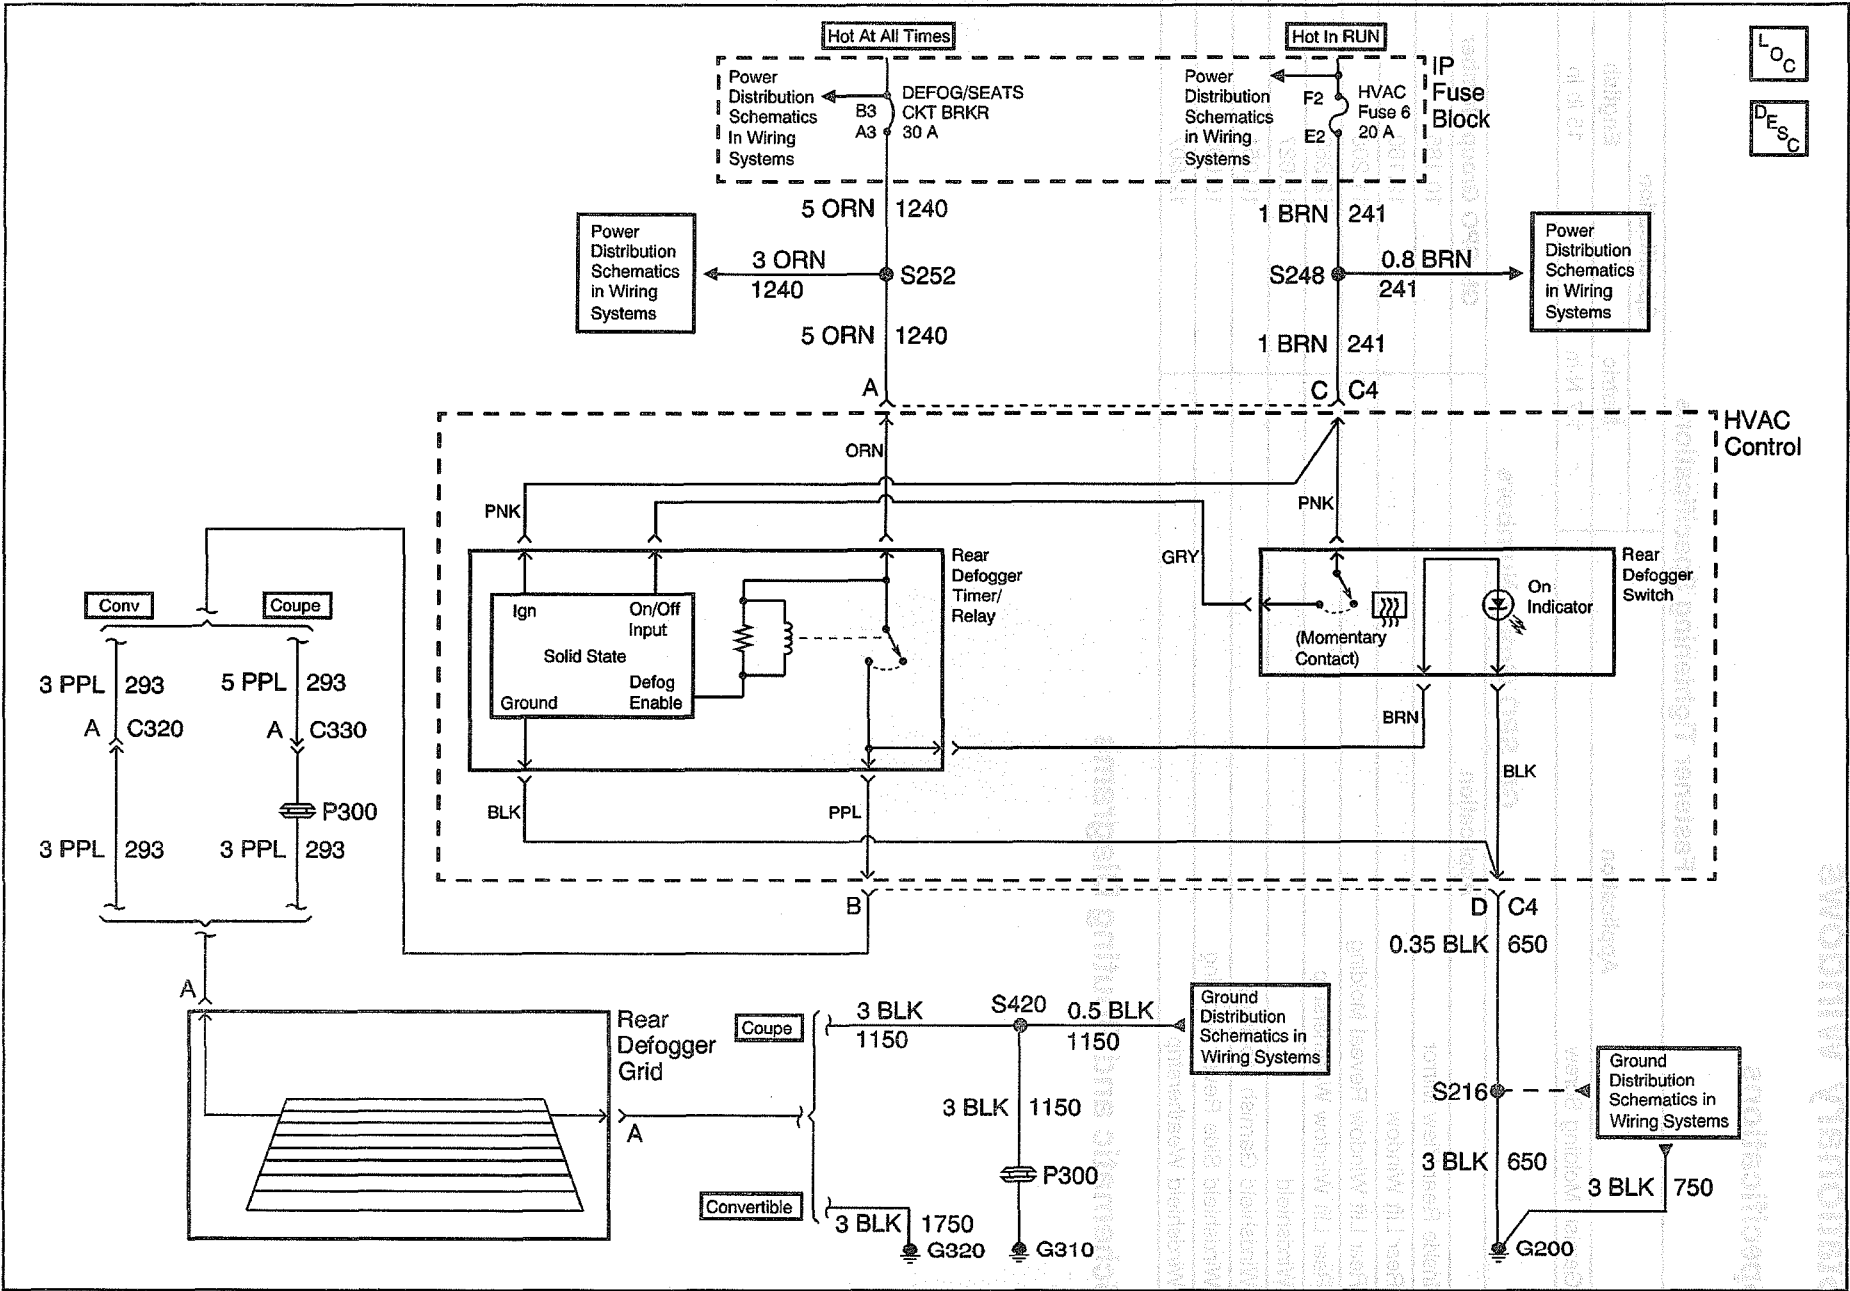 Hot At All Times
Hot In RUN
LOC
DESC
IP
Fuse
Block
Power
Distribution
Schematics
In Wiring
Systems
B3
A3
DEFOG/SEATS
CKT BRKR
30 A
Power
Distribution
Schematics
in Wiring
Systems
F2
E2
HVAC
Fuse 6
20 A
5 ORN 1240
1 BRN 241
Power
Distribution
Schematics
in Wiring
Systems
3 ORN
1240
S252
S248
0.8 BRN
241
Power
Distribution
Schematics
in Wiring
Systems
5 ORN 1240
1 BRN 241
A
C C4
HVAC
Control
ORN
PNK
PNK
GRY
Rear
Defogger
Timer/
Relay
Ign
On/Off
Input
Solid State
Defog
Enable
Ground
(Momentary
Contact)
On
Indicator
Rear
Defogger
Switch
BRN
BLK
BLK
PPL
Conv
Coupe
3 PPL 293
5 PPL 293
A C320
A C330
P300
3 PPL 293
3 PPL 293
B
D C4
0.35 BLK 650
A
Rear
Defogger
Grid
A
Coupe
3 BLK
1150
S420
0.5 BLK
1150
Ground
Distribution
Schematics in
Wiring Systems
3 BLK 1150
P300
Convertible
3 BLK 1750
G320
G310
S216
Ground
Distribution
Schematics in
Wiring Systems
3 BLK 650
3 BLK 750
G200